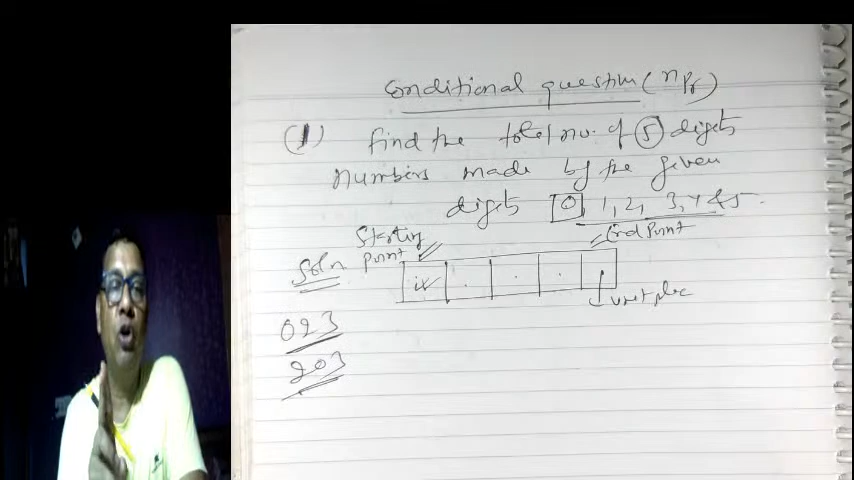 Conditional question (nPr)
(1) find the total no. of 5 digits
numbers made by the given
digits 0, 1, 2, 3, 4 & 5.
Starting point
End Point
Soln
unit place
023
203